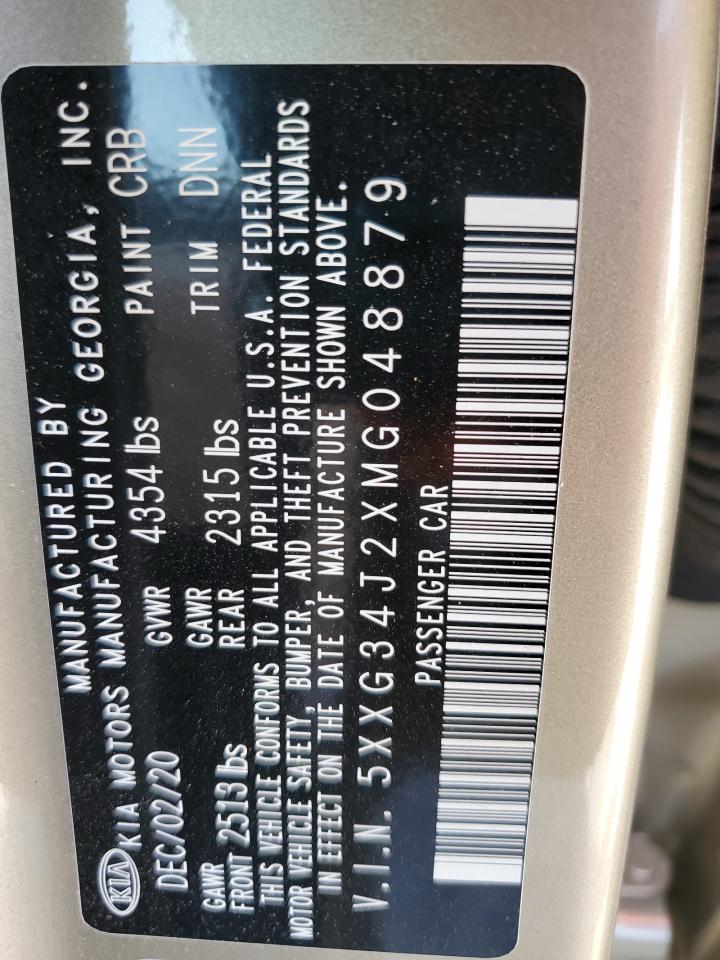 MANUFACTURED BY
KIA KIA MOTORS MANUFACTURING GEORGIA, INC.
DEC/02/20 GVWR 4354 lbs PAINT CRB
GAWR FRONT 2513 lbs GAWR REAR 2315 lbs TRIM DNN
THIS VEHICLE CONFORMS TO ALL APPLICABLE U.S.A. FEDERAL
MOTOR VEHICLE SAFETY, BUMPER, AND THEFT PREVENTION STANDARDS
IN EFFECT ON THE DATE OF MANUFACTURE SHOWN ABOVE.
V.I.N. 5XXG34J2XMG048879
PASSENGER CAR